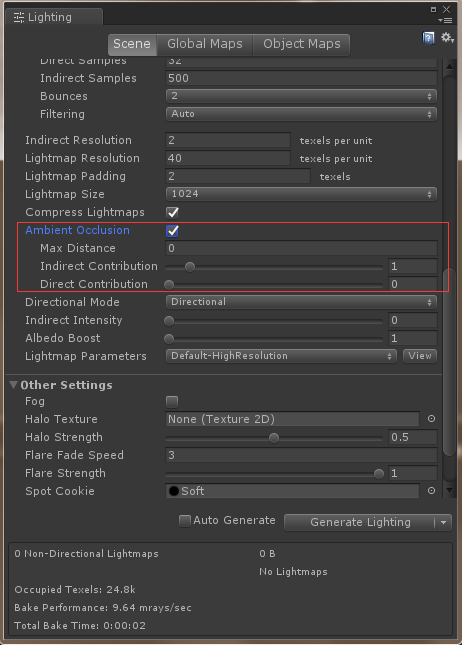 Lighting
Scene Global Maps Object Maps
Direct Samples 32
Indirect Samples 500
Bounces 2
Filtering Auto
Indirect Resolution 2 texels per unit
Lightmap Resolution 40 texels per unit
Lightmap Padding 2 texels
Lightmap Size 1024
Compress Lightmaps
Ambient Occlusion
Max Distance 0
Indirect Contribution 1
Direct Contribution 0
Directional Mode Directional
Indirect Intensity 0
Albedo Boost 1
Lightmap Parameters Default-HighResolution View
Other Settings
Fog
Halo Texture None (Texture 2D)
Halo Strength 0.5
Flare Fade Speed 3
Flare Strength 1
Spot Cookie Soft
Auto Generate Generate Lighting
0 Non-Directional Lightmaps 0 B
No Lightmaps
Occupied Texels: 24.8k
Bake Performance: 9.64 mrays/sec
Total Bake Time: 0:00:02